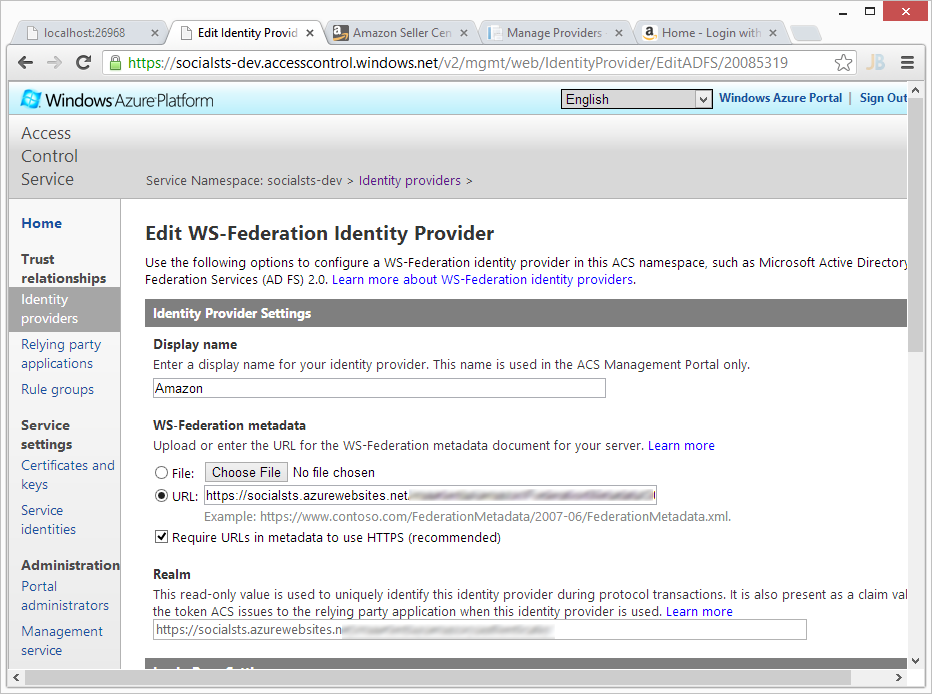 localhost:26968
Edit Identity Provid
Amazon Seller Cen
Manage Providers
Home - Login with
https://socialsts-dev.accesscontrol.windows.net/v2/mgmt/web/IdentityProvider/EditADFS/20085319
JB
Windows Azure Platform
English
Windows Azure Portal | Sign Out
Access
Control
Service
Service Namespace: socialsts-dev > Identity providers >
Home
Trust
relationships
Identity
providers
Relying party
applications
Rule groups
Service
settings
Certificates and
keys
Service
identities
Administration
Portal
administrators
Management
service
Edit WS-Federation Identity Provider
Use the following options to configure a WS-Federation identity provider in this ACS namespace, such as Microsoft Active Directory
Federation Services (AD FS) 2.0. Learn more about WS-Federation identity providers.
Identity Provider Settings
Display name
Enter a display name for your identity provider. This name is used in the ACS Management Portal only.
Amazon
WS-Federation metadata
Upload or enter the URL for the WS-Federation metadata document for your server. Learn more
File: Choose File No file chosen
URL: https://socialsts.azurewebsites.net
Example: https://www.contoso.com/FederationMetadata/2007-06/FederationMetadata.xml.
Require URLs in metadata to use HTTPS (recommended)
Realm
This read-only value is used to uniquely identify this identity provider during protocol transactions. It is also present as a claim val
the token ACS issues to the relying party application when this identity provider is used. Learn more
https://socialsts.azurewebsites.n